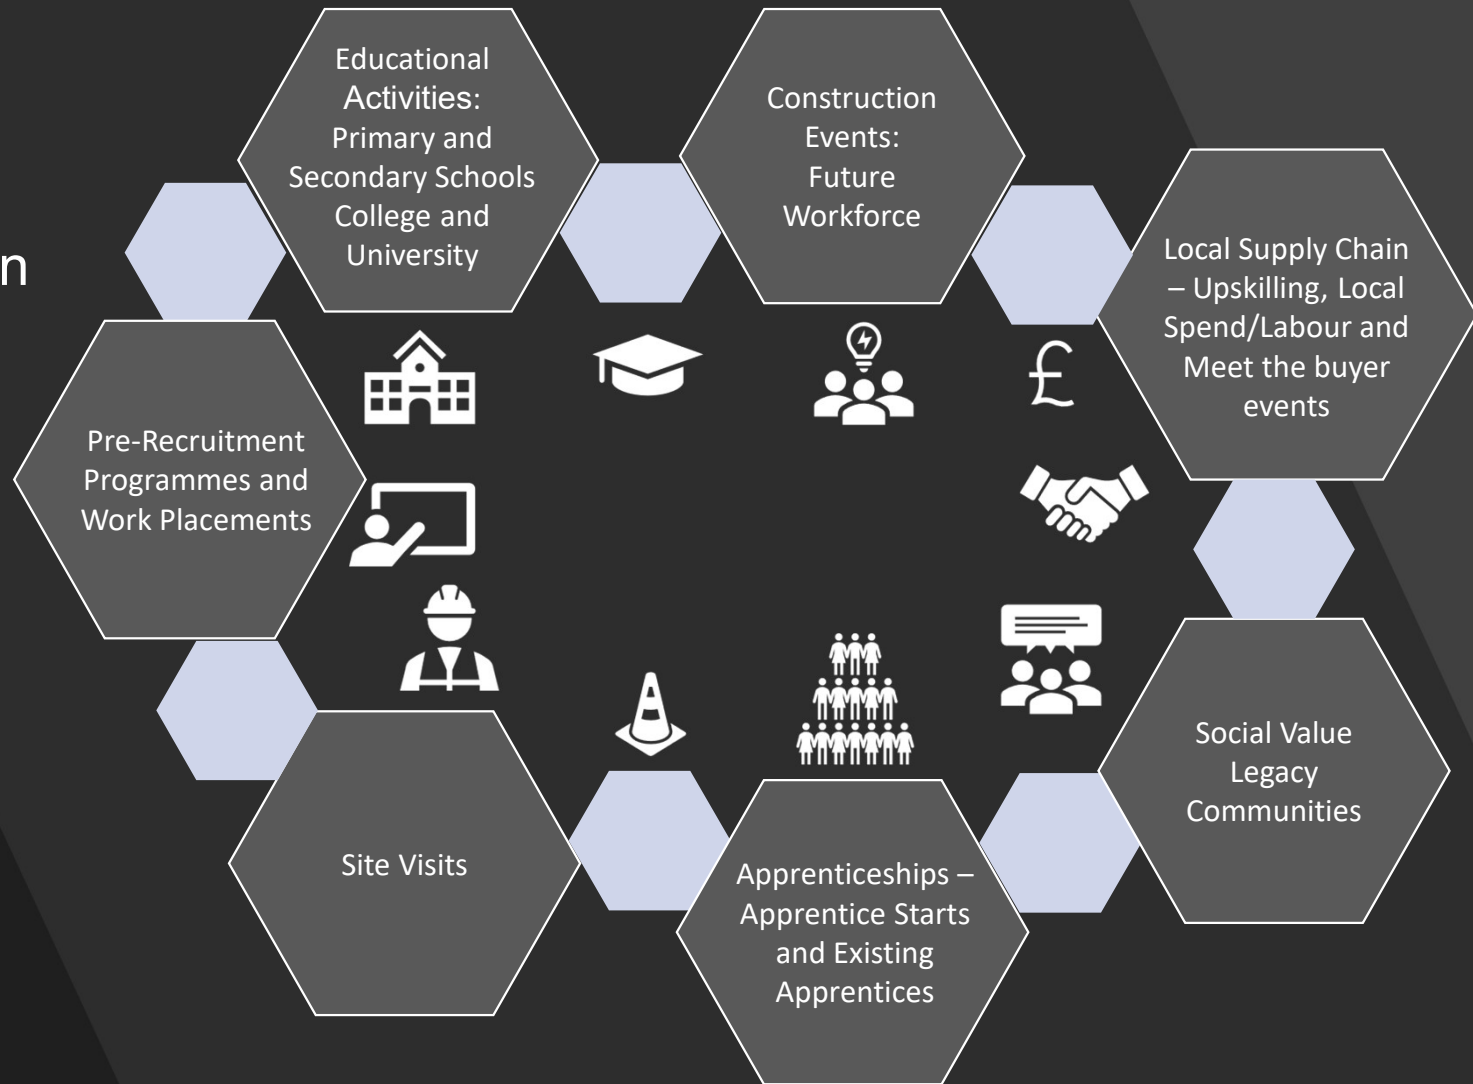 Educational
Activities:
Primary and
Secondary Schools
College and
University
Construction
Events:
Future
Workforce
Local Supply Chain
– Upskilling, Local
Spend/Labour and
Meet the buyer
events
n
Pre-Recruitment
Programmes and
Work Placements
£
Social Value
Legacy
Communities
Site Visits
Apprenticeships –
Apprentice Starts
and Existing
Apprentices